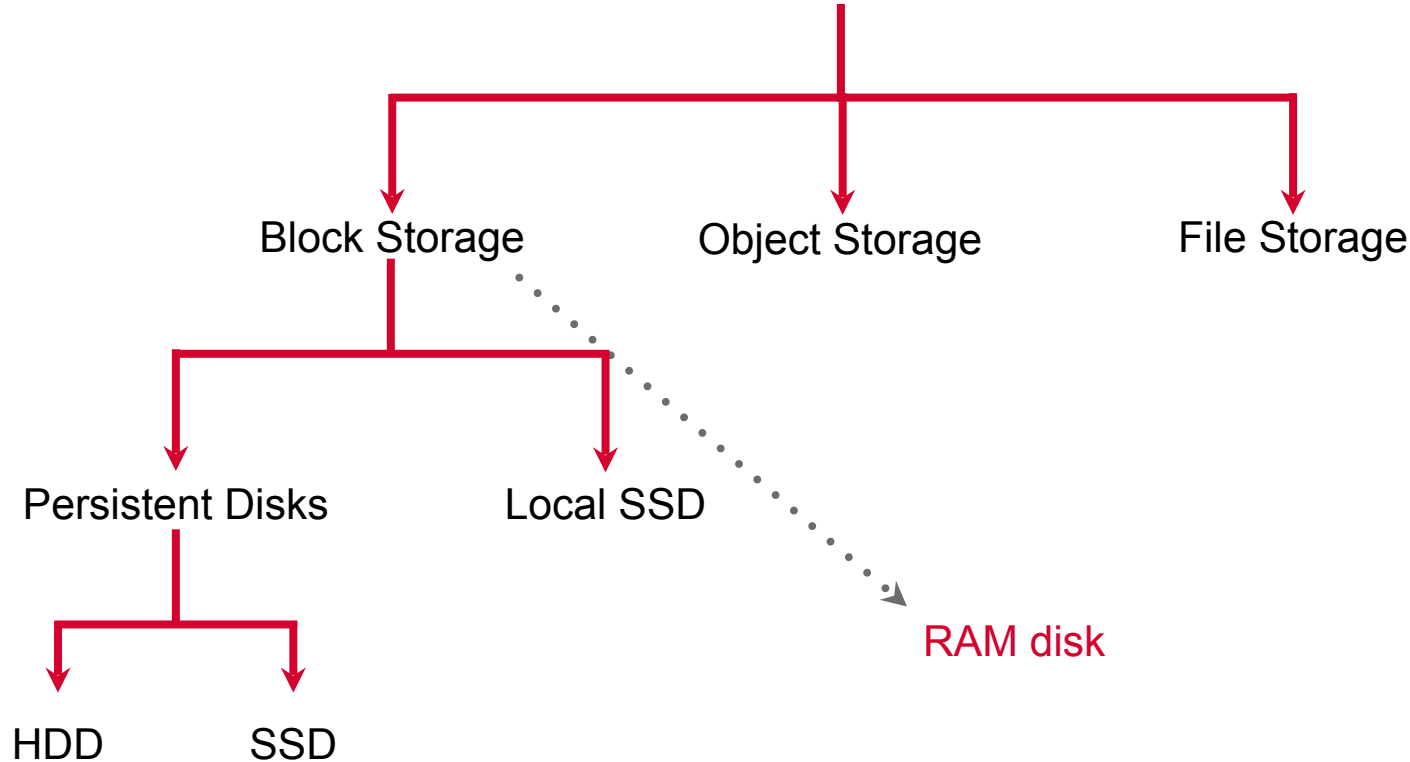 Block Storage
Object Storage
File Storage
Persistent Disks
Local SSD
RAM disk
HDD
SSD